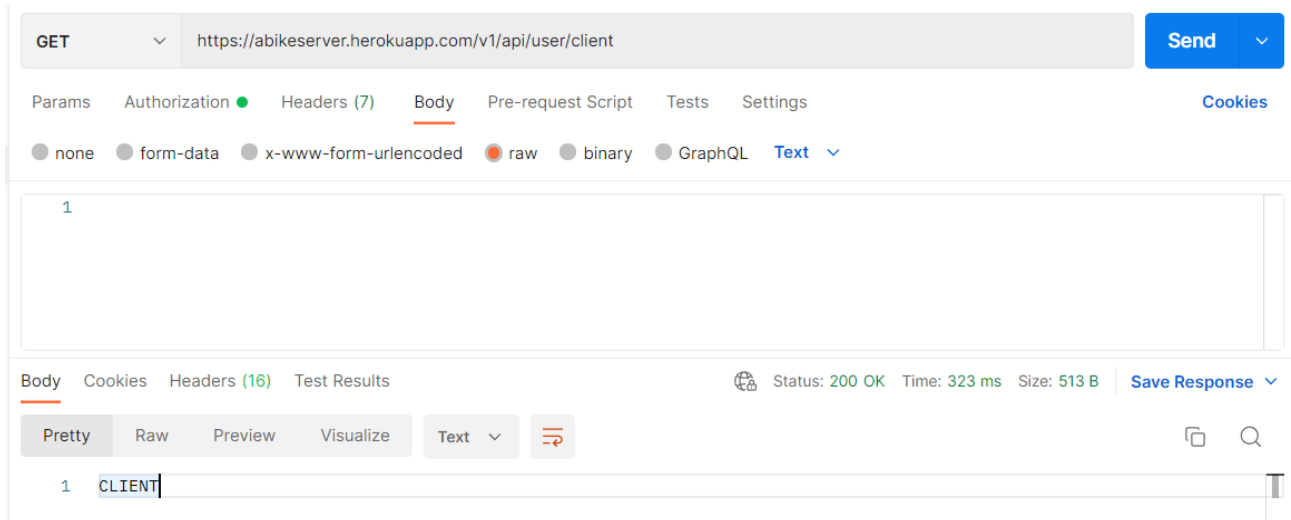 GET https://abikeserver.herokuapp.com/v1/api/user/client Send
Params Authorization Headers (7) Body Pre-request Script Tests Settings Cookies
none form-data x-www-form-urlencoded raw binary GraphQL Text
1
Body Cookies Headers (16) Test Results Status: 200 OK Time: 323 ms Size: 513 B Save Response
Pretty Raw Preview Visualize Text
1 CLIENT